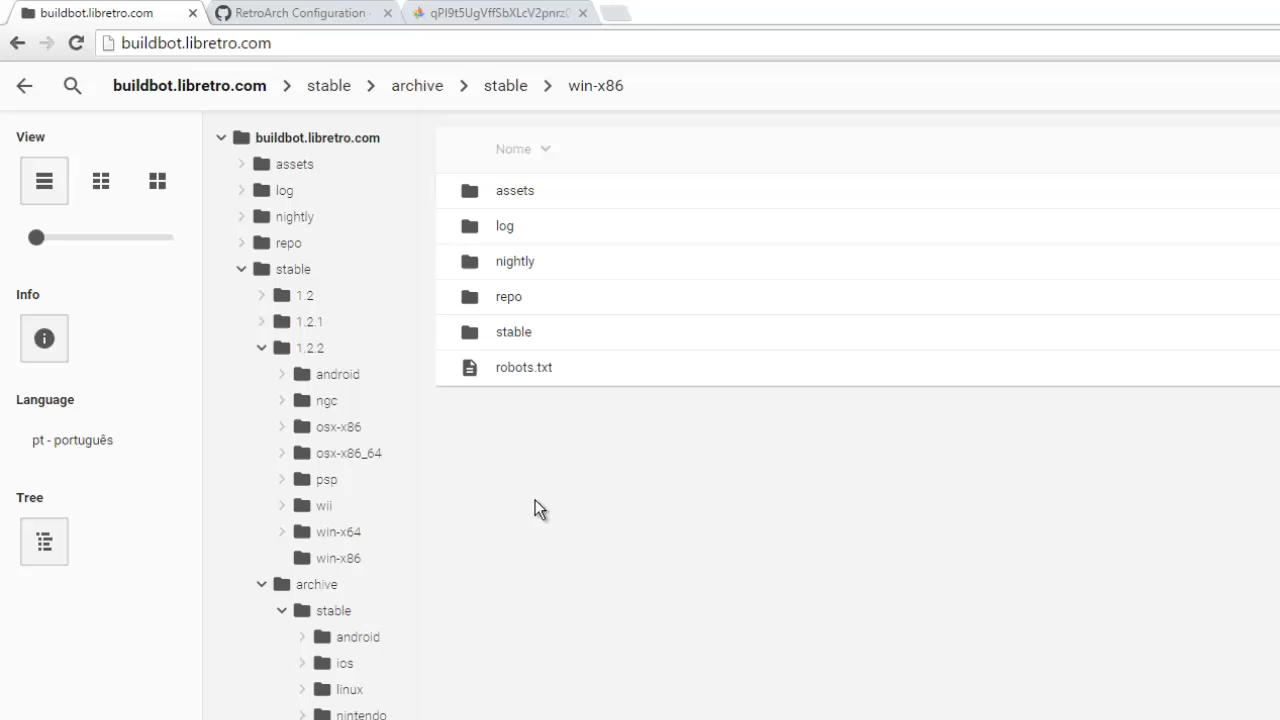 buildbot.libretro.com
RetroArch Configuration
buildbot.libretro.com
buildbot.libretro.com > stable > archive > stable > win-x86
View
Info
Language
pt - português
Tree
buildbot.libretro.com
assets
log
nightly
repo
stable
1.2
1.2.1
1.2.2
android
ngc
osx-x86
osx-x86_64
psp
wii
win-x64
win-x86
archive
stable
android
ios
linux
nintendo
Nome
assets
log
nightly
repo
stable
robots.txt